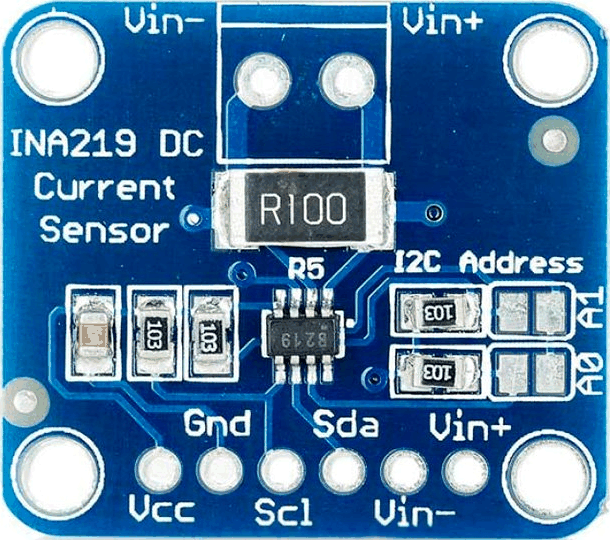 Vin-
Vin+
INA219 DC
Current
Sensor
R100
R5
I2C Address
103
A1
103
103
B219
103
A0
Gnd
Sda
Vin+
Vcc
Scl
Vin-